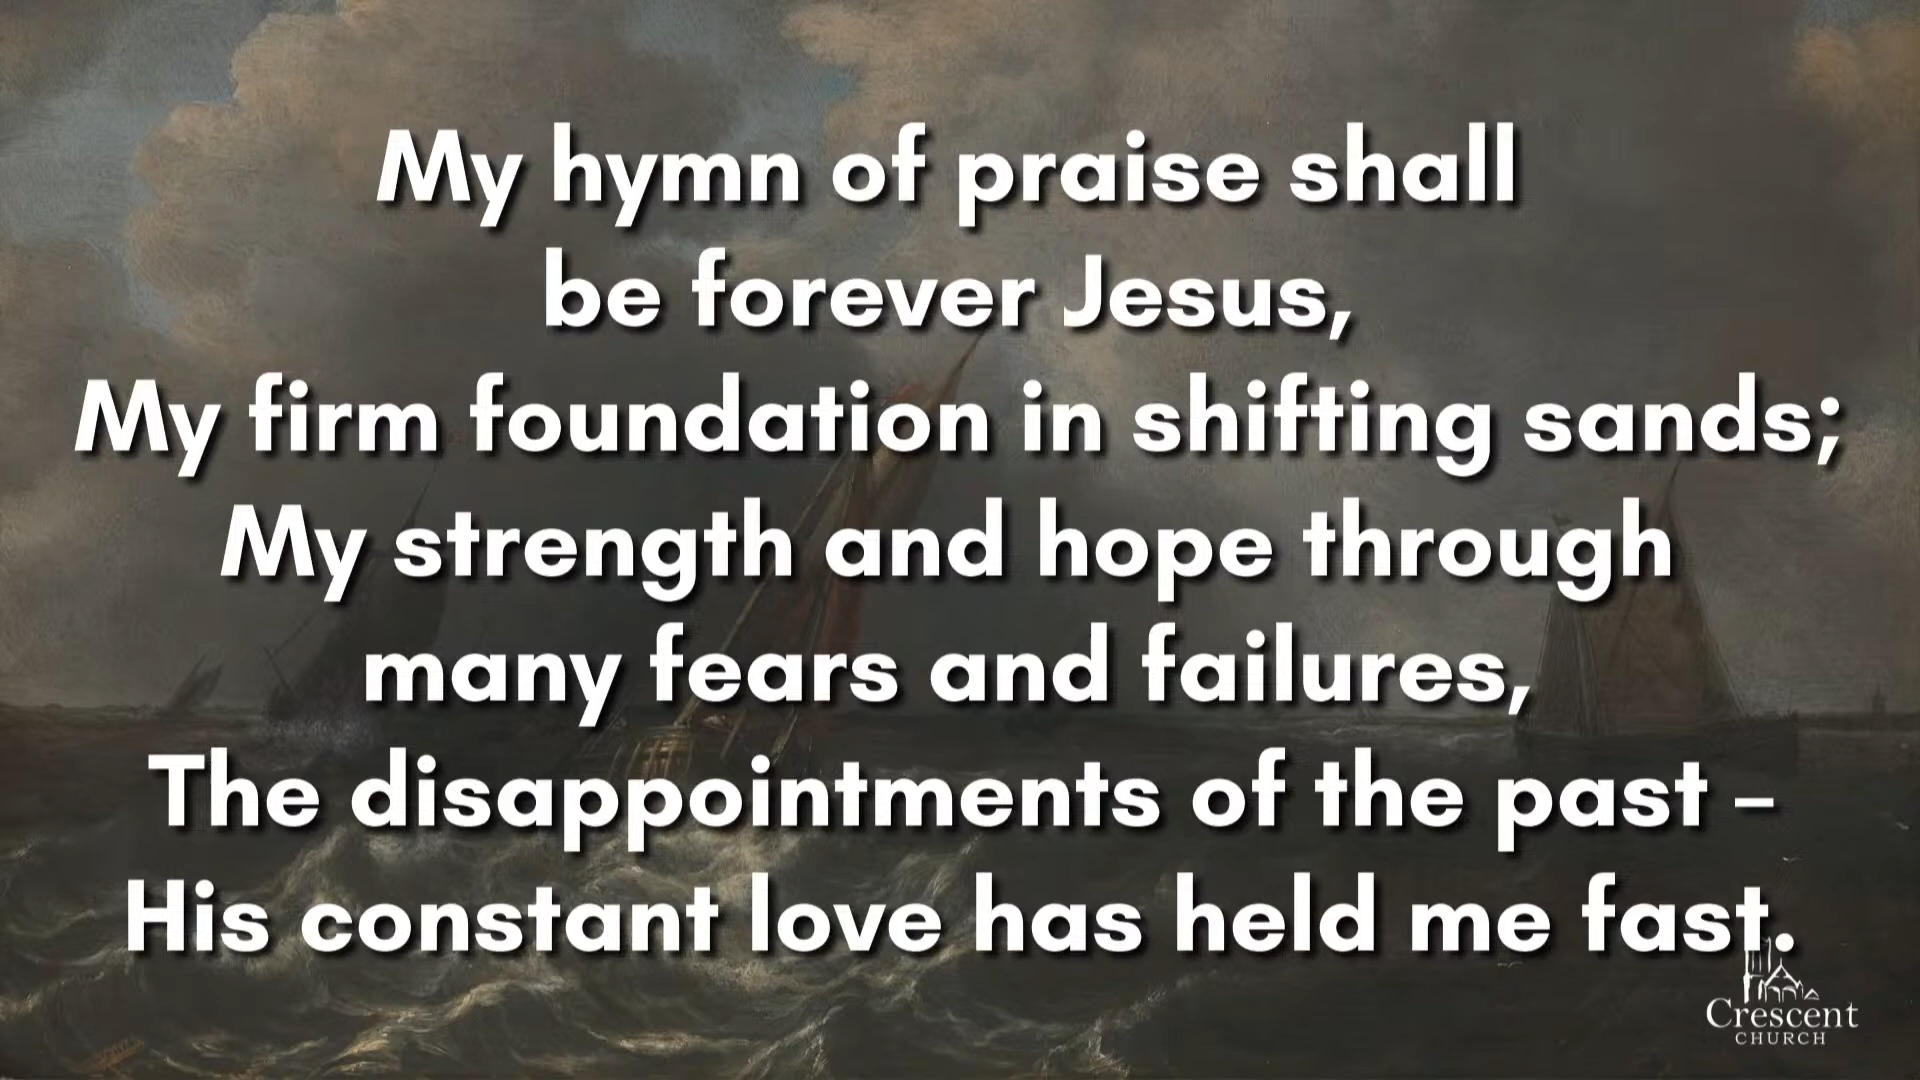 My hymn of praise shall
be forever Jesus,
My firm foundation in shifting sands;
My strength and hope through
many fears and failures,
The disappointments of the past –
His constant love has held me fast.
Crescent
CHURCH